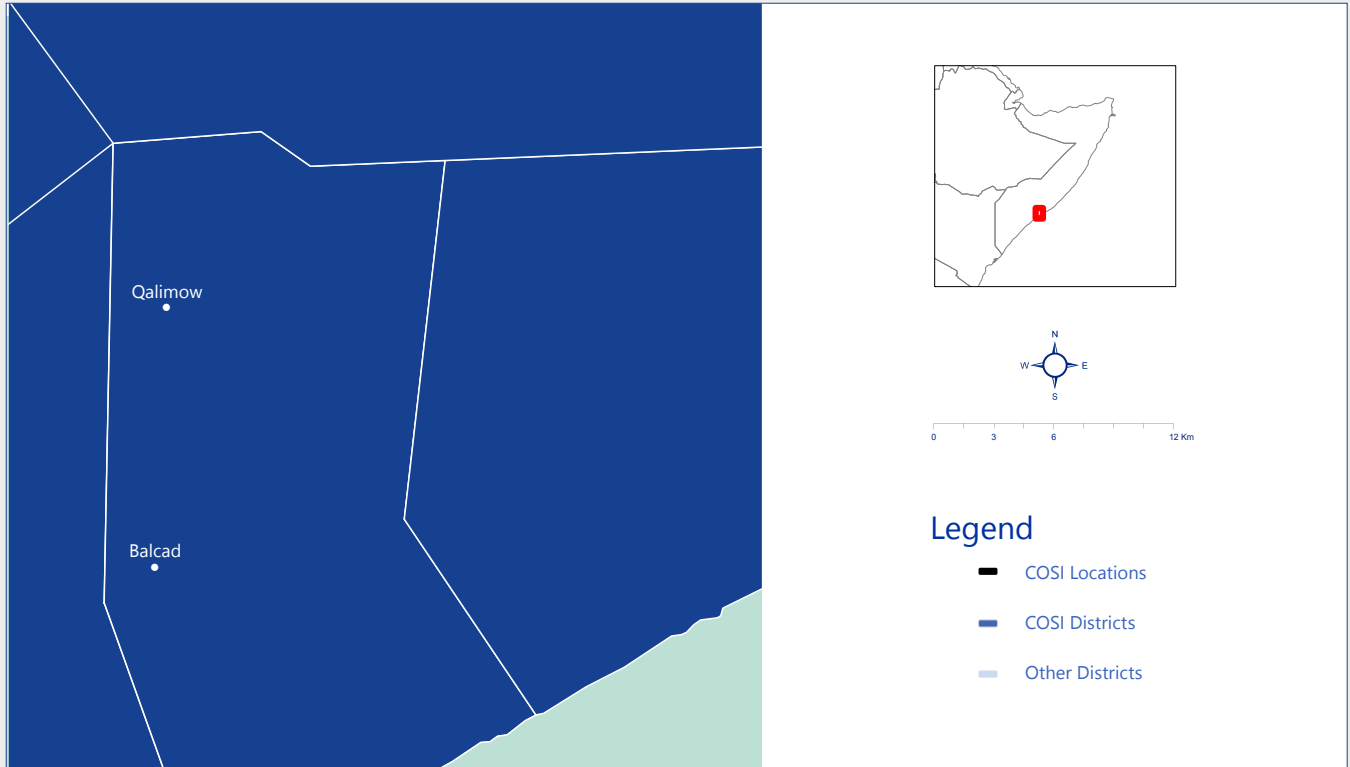 Qalimow
Balcad
N
W E
S
0 3 6 12 Km
Legend
COSI Locations
COSI Districts
Other Districts